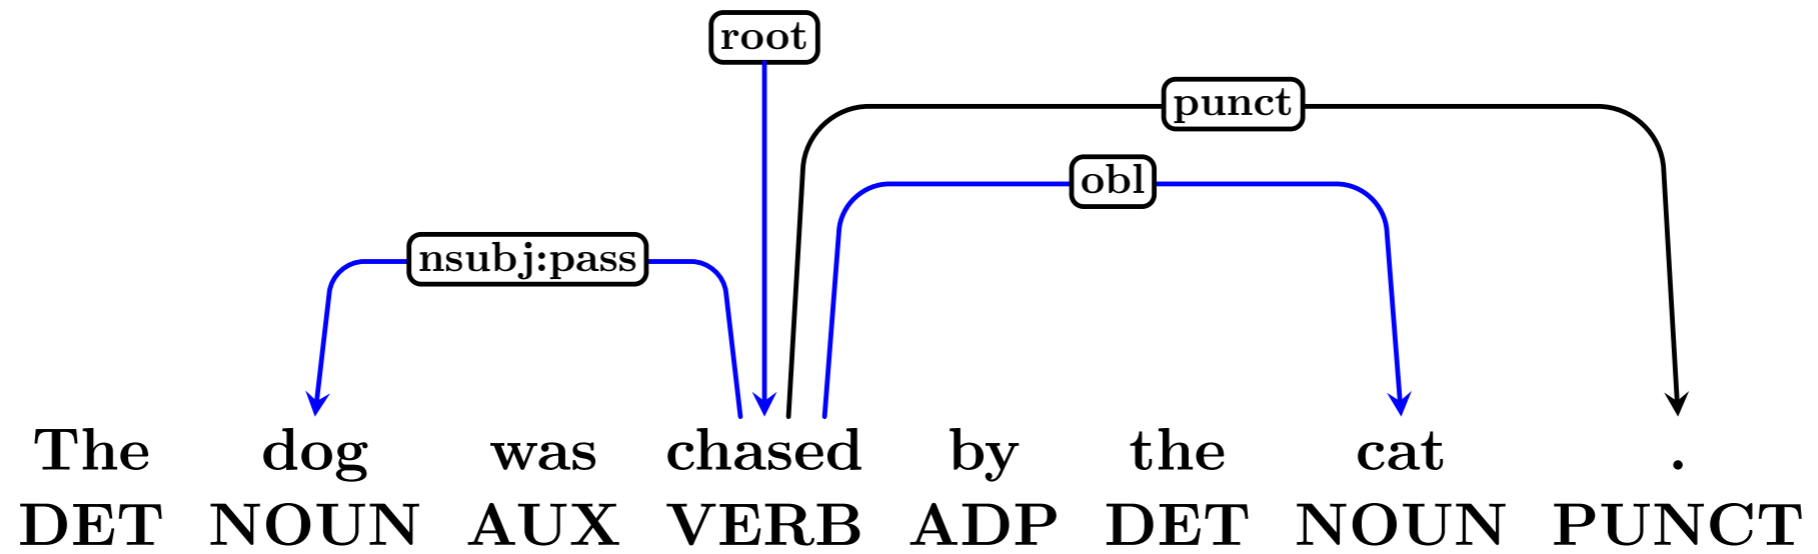 root
punct
obl
nsubj:pass
The dog was chased by the cat .
DET NOUN AUX VERB ADP DET NOUN PUNCT